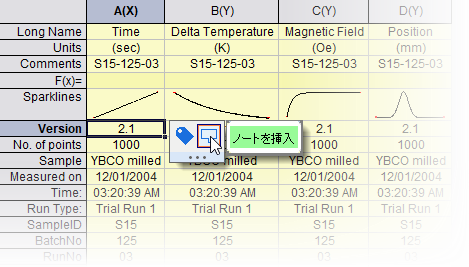 A(X) B(Y) C(Y) D(Y)
Long Name Time Delta Temperature Magnetic Field Position
Units (sec) (K) (Oe) (mm)
Comments S15-125-03 S15-125-03 S15-125-03 S15-125-03
F(x)=
Sparklines
Version 2.1 2.1 2.1
ノートを挿入
No. of points 1000 1000 1000
Sample YBCO milled YBCO milled YBCO milled YBCO milled
Measured on 12/01/2004 12/01/2004 12/01/2004 12/01/2004
Time: 03:20:39 AM 03:20:39 AM 03:20:39 AM 03:20:39 AM
Run Type: Trial Run 1 Trial Run 1 Trial Run 1 Trial Run 1
SampleID S15 S15 S15 S15
BatchNo 125 125 125 125
RunNo 03 03 03 03